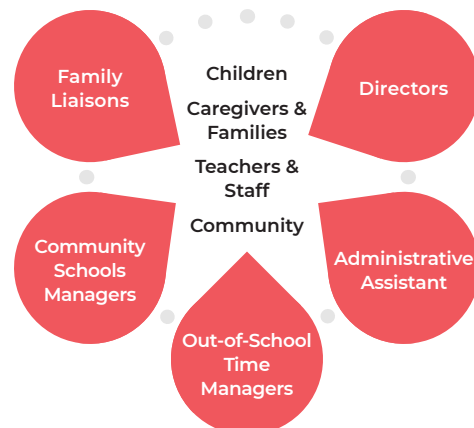 Family
Liaisons
Children
Caregivers &
Families
Teachers &
Staff
Community
Directors
Community
Schools
Managers
Administrative
Assistant
Out-of-School
Time
Managers